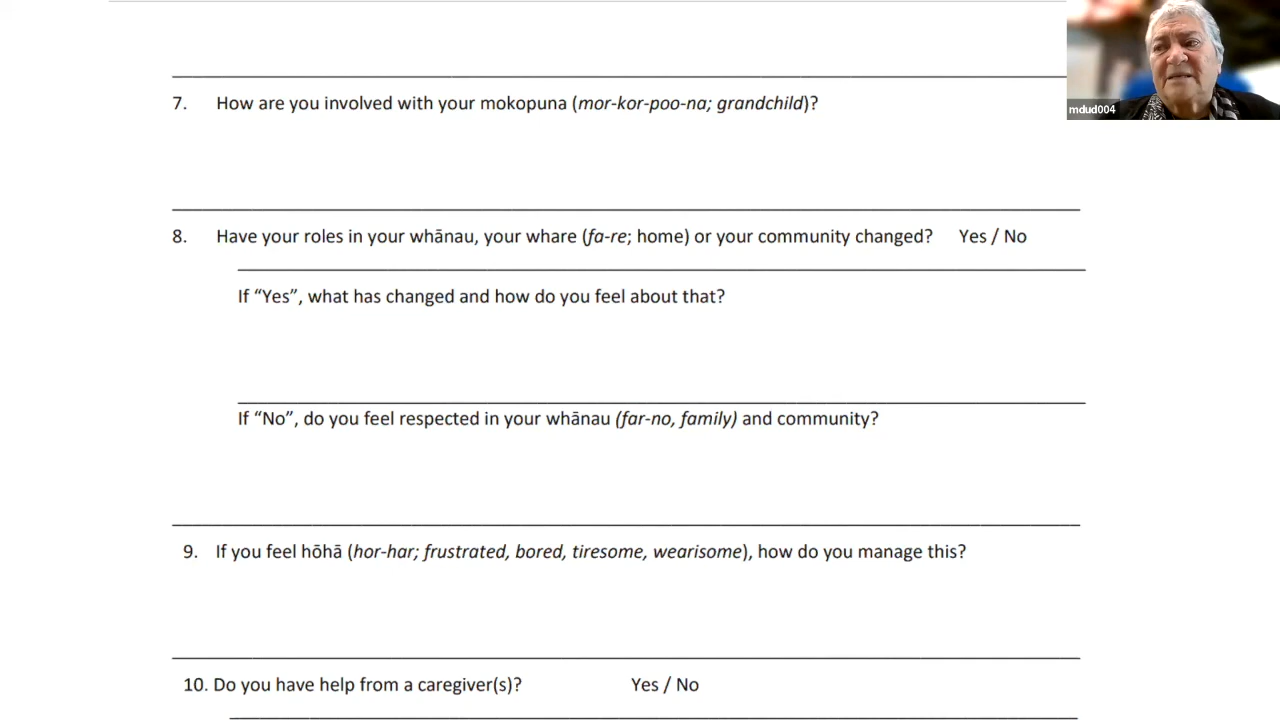 7. How are you involved with your mokopuna (mor-kor-poo-na; grandchild)?
mdud004
8. Have your roles in your whānau, your whare (fa-re; home) or your community changed? Yes / No
If “Yes”, what has changed and how do you feel about that?
If “No”, do you feel respected in your whānau (far-no, family) and community?
9. If you feel hōhā (hor-har; frustrated, bored, tiresome, wearisome), how do you manage this?
10. Do you have help from a caregiver(s)? Yes / No